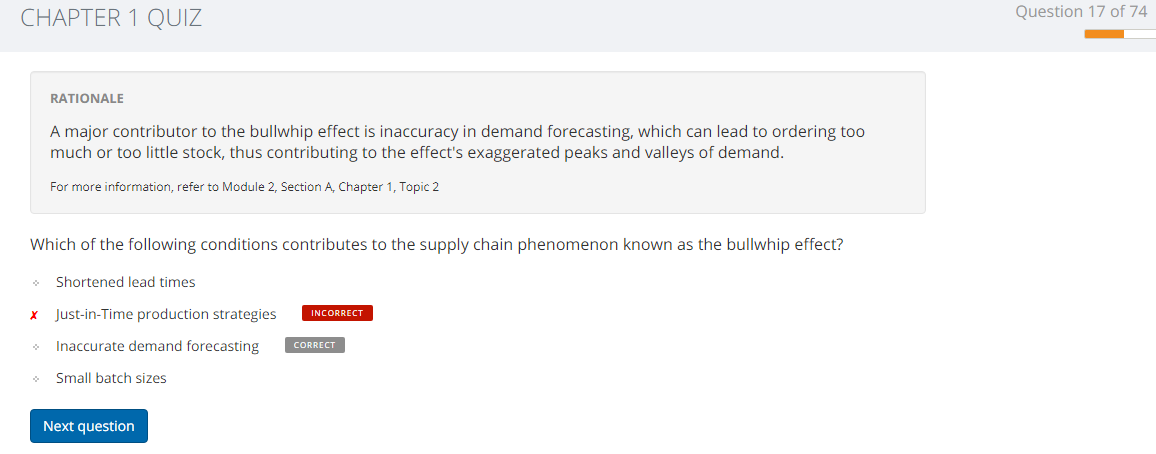 CHAPTER 1 QUIZ
Question 17 of 74
RATIONALE
A major contributor to the bullwhip effect is inaccuracy in demand forecasting, which can lead to ordering too
much or too little stock, thus contributing to the effect's exaggerated peaks and valleys of demand.
For more information, refer to Module 2, Section A, Chapter 1, Topic 2
Which of the following conditions contributes to the supply chain phenomenon known as the bullwhip effect?
Shortened lead times
✗ Just-in-Time production strategies INCORRECT
Inaccurate demand forecasting CORRECT
Small batch sizes
Next question